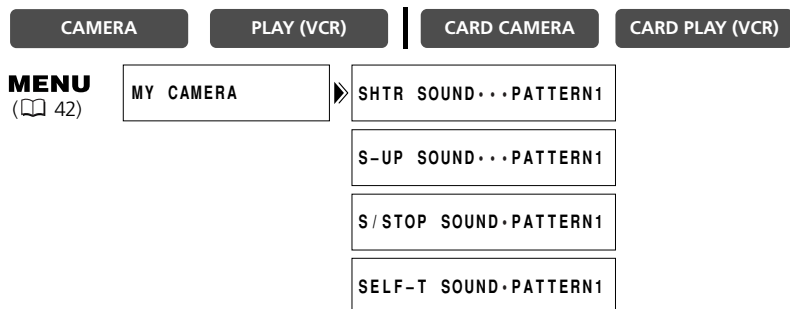 CAMERA PLAY (VCR) CARD CAMERA CARD PLAY (VCR)
MENU MY CAMERA SHTR SOUND···PATTERN1
(42)
S–UP SOUND···PATTERN1
S/STOP SOUND·PATTERN1
SELF–T SOUND·PATTERN1